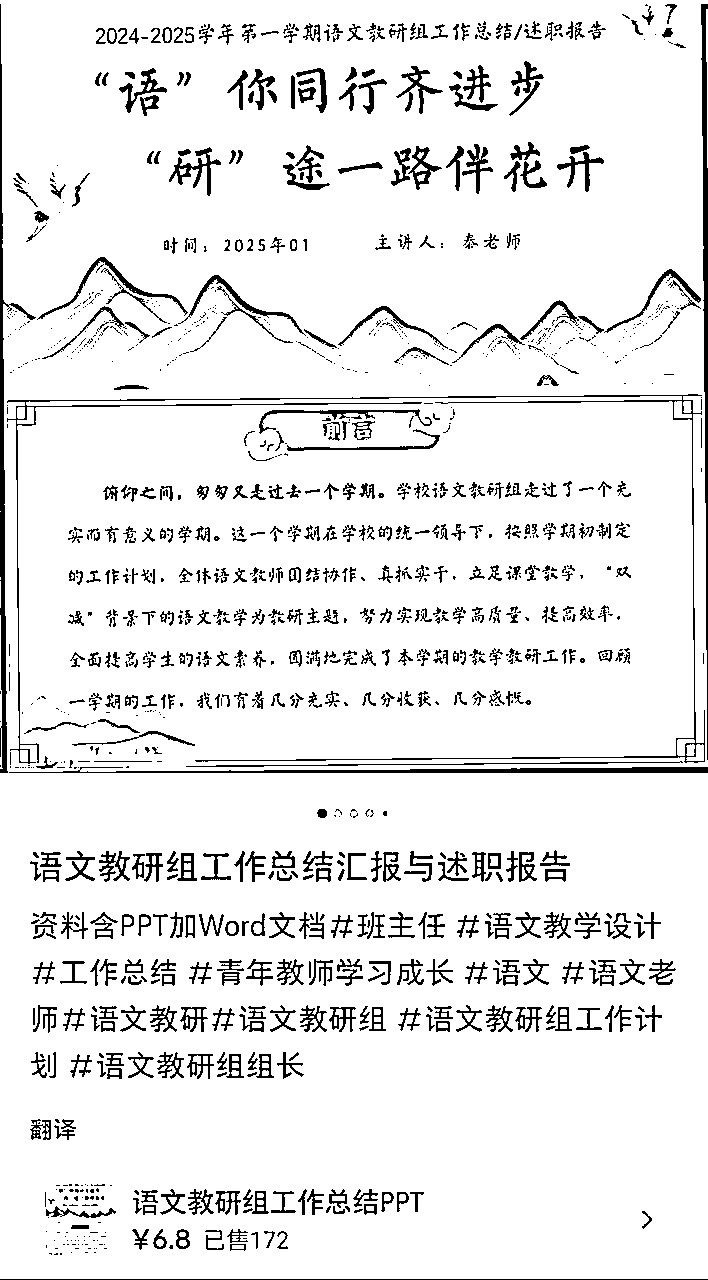 2024-2025学年第一学期语文教研组工作总结/述职报告
“语”你同行齐进步
“研”途一路伴花开
时间：2025年01 主讲人：泰老师
前言
俯仰之间，匆匆又是过去一个学期。学校语文教研组走过了一个充
实而有意义的学期。这一个学期在学校的统一领导下，按照学期初制定
的工作计划，全体语文教师团结协作、真抓实干，立足课堂教学，“双
减”背景下的语文教学为教研主题，努力实现教学高质量、提高效率，
全面提高学生的语文素养，圆满地完成了本学期的教学教研工作。回顾
一学期的工作，我们有着几分充实、几分收获、几分感慨。
语文教研组工作总结汇报与述职报告
资料含PPT加Word文档#班主任 #语文教学设计
#工作总结 #青年教师学习成长 #语文 #语文老
师#语文教研#语文教研组 #语文教研组工作计
划 #语文教研组组长
翻译
语文教研组工作总结PPT
¥6.8 已售172